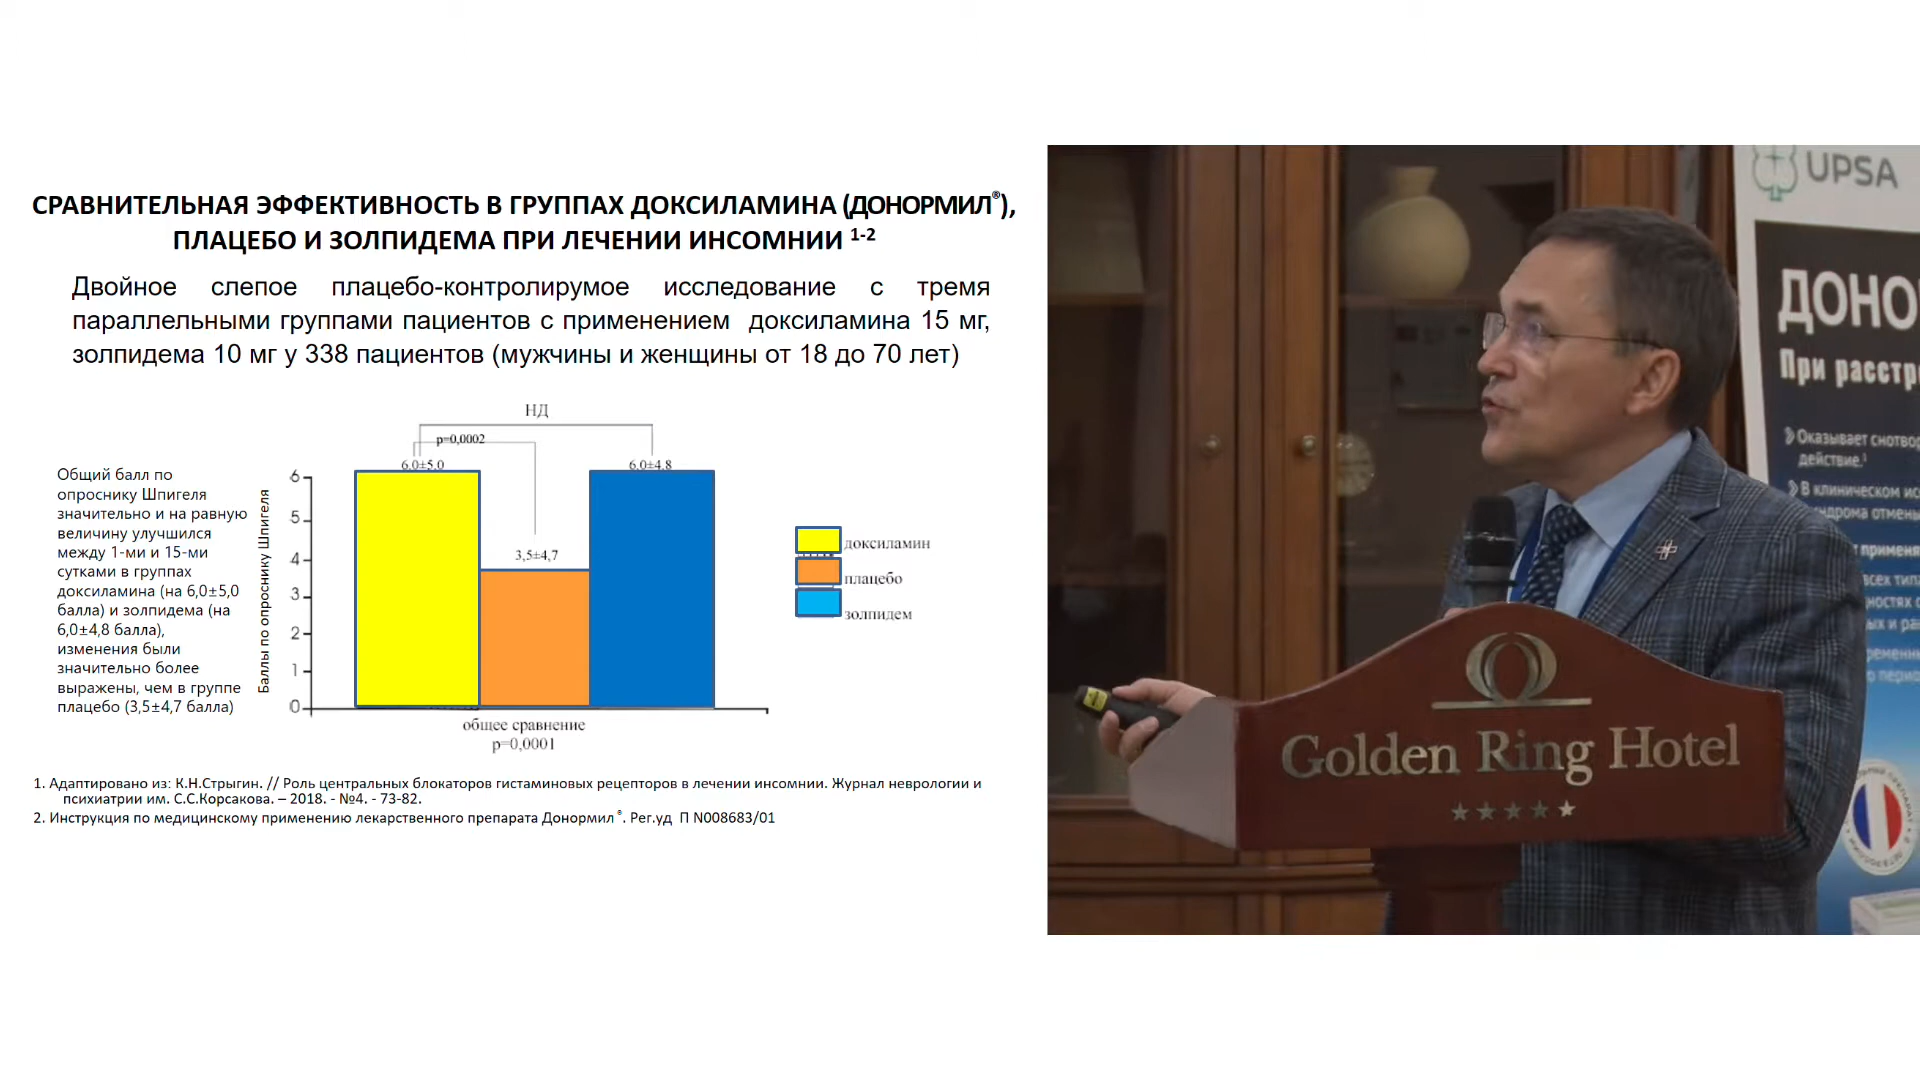 СРАВНИТЕЛЬНАЯ ЭФФЕКТИВНОСТЬ В ГРУППАХ ДОКСИЛАМИНА (ДОНОРМИЛ®),
ПЛАЦЕБО И ЗОЛПИДЕМА ПРИ ЛЕЧЕНИИ ИНСОМНИИ 1-2
Двойное слепое плацебо-контролирумое исследование с тремя
параллельными группами пациентов с применением доксиламина 15 мг,
золпидема 10 мг у 338 пациентов (мужчины и женщины от 18 до 70 лет)
Общий балл по
опроснику Шпигеля
значительно и на равную
величину улучшился
между 1-ми и 15-ми
сутками в группах
доксиламина (на 6,0±5,0
балла) и золпидема (на
6,0±4,8 балла),
изменения были
значительно более
выражены, чем в группе
плацебо (3,5±4,7 балла)
Баллы по опроснику Шпигеля
6
5
4
3
2
1
0
НД
p=0,0002
6,0±5,0
3,5±4,7
6,0±4,8
общее сравнение
p=0,0001
доксиламин
плацебо
золпидем
1. Адаптировано из: К.Н.Стрыгин. // Роль центральных блокаторов гистаминовых рецепторов в лечении инсомнии. Журнал неврологии и
психиатрии им. С.С.Корсакова. – 2018. - №4. - 73-82.
2. Инструкция по медицинскому применению лекарственного препарата Донормил®. Рег.уд П N008683/01
UPSA
ДОНО
При расстр
Оказывает снотвор
действие.1
В клиническом ис
ндрома отмены
применя
всех типа
Golden Ring Hotel